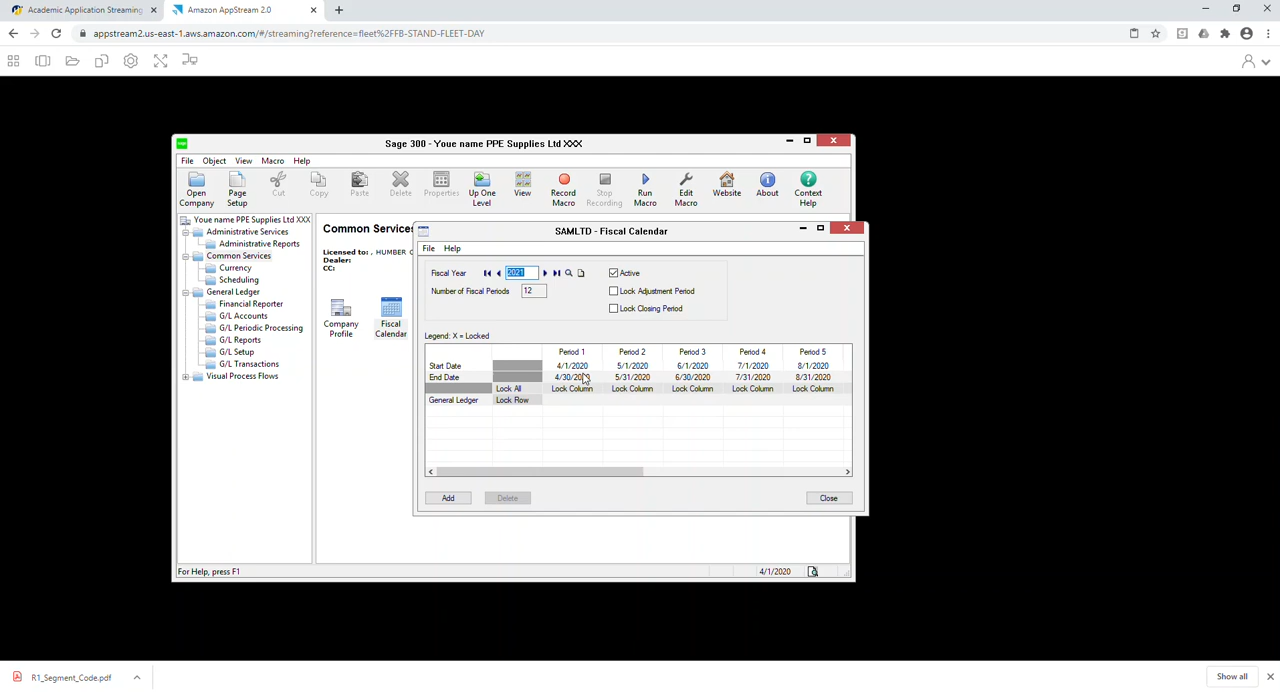 Academic Application Streaming
Amazon AppStream 2.0
appstream2.us-east-1.aws.amazon.com/#/streaming?reference=fleet%2FFB-STAND-FLEET-DAY
sage
Sage 300 - Youe name PPE Supplies Ltd XXX
File Object View Macro Help
Open Company
Page Setup
Cut
Copy
Paste
Delete
Properties
Up One Level
View
Record Macro
Stop Recording
Run Macro
Edit Macro
Website
About
Context Help
Youe name PPE Supplies Ltd XXX
Administrative Services
Administrative Reports
Common Services
Currency
Scheduling
General Ledger
Financial Reporter
G/L Accounts
G/L Periodic Processing
G/L Reports
G/L Setup
G/L Transactions
Visual Process Flows
Common Services
Licensed to: , HUMBER
Dealer:
CC:
Company Profile
Fiscal Calendar
SAMLTD - Fiscal Calendar
File Help
Fiscal Year 2021
Active
Number of Fiscal Periods 12
Lock Adjustment Period
Lock Closing Period
Legend: X = Locked
Period 1 Period 2 Period 3 Period 4 Period 5
Start Date 4/1/2020 5/1/2020 6/1/2020 7/1/2020 8/1/2020
End Date 4/30/2020 5/31/2020 6/30/2020 7/31/2020 8/31/2020
Lock All Lock Column Lock Column Lock Column Lock Column Lock Column
General Ledger Lock Row
Add
Delete
Close
For Help, press F1
4/1/2020
R1_Segment_Code.pdf
Show all